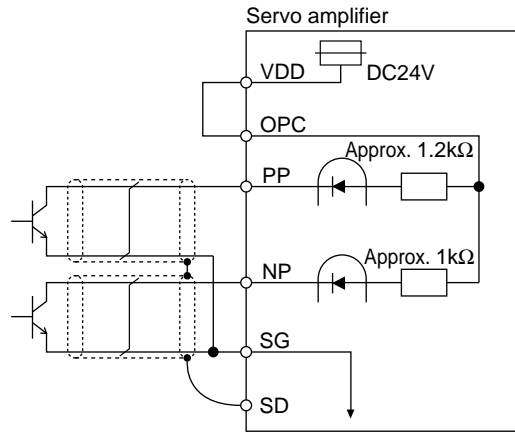 Servo amplifier
VDD
DC24V
OPC
Approx. 1.2kΩ
PP
Approx. 1kΩ
NP
SG
SD